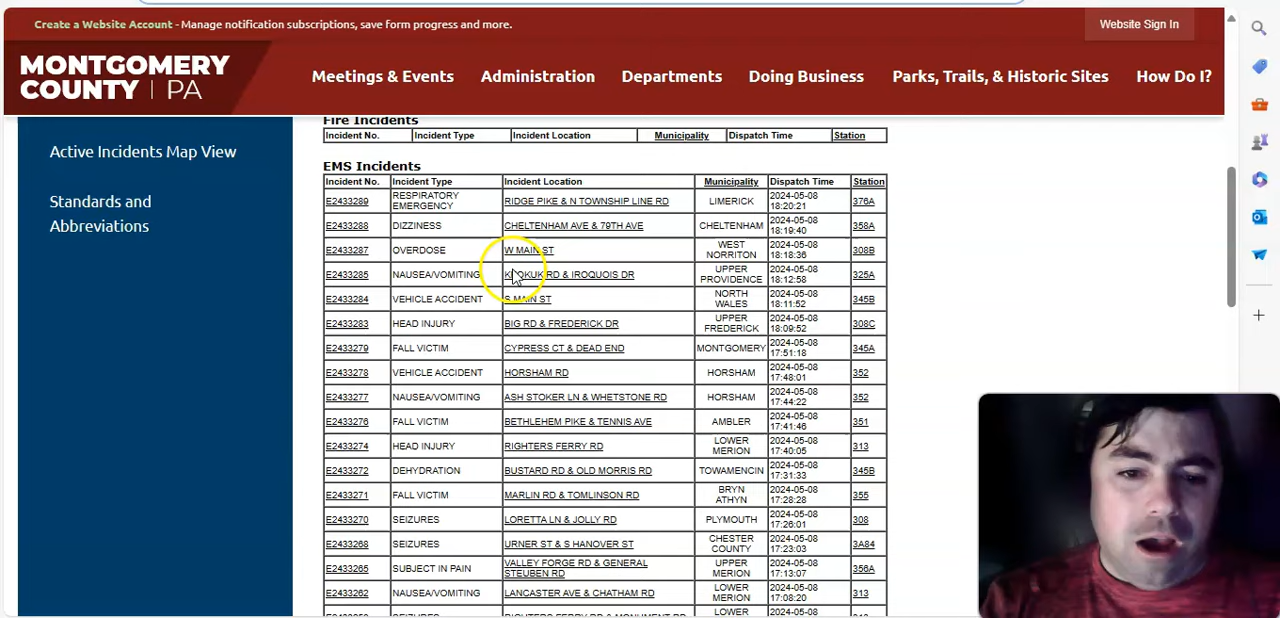 Create a Website Account - Manage notification subscriptions, save form progress and more.
Website Sign In
MONTGOMERY
COUNTY | PA
Meetings & Events
Administration
Departments
Doing Business
Parks, Trails, & Historic Sites
How Do I?
Active Incidents Map View
Standards and
Abbreviations
Fire Incidents
Incident No. Incident Type Incident Location Municipality Dispatch Time Station
EMS Incidents
Incident No. Incident Type Incident Location Municipality Dispatch Time Station
E2433289 RESPIRATORY EMERGENCY RIDGE PIKE & N TOWNSHIP LINE RD LIMERICK 2024-05-08 18:20:21 376A
E2433288 DIZZINESS CHELTENHAM AVE & 79TH AVE CHELTENHAM 2024-05-08 18:19:40 358A
E2433287 OVERDOSE W MAIN ST WEST NORRITON 2024-05-08 18:18:36 308B
E2433285 NAUSEA/VOMITING RD & IROQUOIS DR UPPER PROVIDENCE 2024-05-08 18:12:58 325A
E2433284 VEHICLE ACCIDENT S MAIN ST NORTH WALES 2024-05-08 18:11:52 345B
E2433283 HEAD INJURY BIG RD & FREDERICK DR UPPER FREDERICK 2024-05-08 18:09:52 308C
E2433279 FALL VICTIM CYPRESS CT & DEAD END MONTGOMERY 2024-05-08 17:51:18 345A
E2433278 VEHICLE ACCIDENT HORSHAM RD HORSHAM 2024-05-08 17:48:01 352
E2433277 NAUSEA/VOMITING ASH STOKER LN & WHETSTONE RD HORSHAM 2024-05-08 17:44:22 352
E2433276 FALL VICTIM BETHLEHEM PIKE & TENNIS AVE AMBLER 2024-05-08 17:41:46 351
E2433274 HEAD INJURY RIGHTERS FERRY RD LOWER MERION 2024-05-08 17:40:05 313
E2433272 DEHYDRATION BUSTARD RD & OLD MORRIS RD TOWAMENCIN 2024-05-08 17:31:33 345B
E2433271 FALL VICTIM MARLIN RD & TOMLINSON RD BRYN ATHYN 2024-05-08 17:28:28 355
E2433270 SEIZURES LORETTA LN & JOLLY RD PLYMOUTH 2024-05-08 17:26:01 308
E2433268 SEIZURES URNER ST & S HANOVER ST CHESTER COUNTY 2024-05-08 17:23:03 3A84
E2433265 SUBJECT IN PAIN VALLEY FORGE RD & GENERAL STEUBEN RD UPPER MERION 2024-05-08 17:13:07 356A
E2433262 NAUSEA/VOMITING LANCASTER AVE & CHATHAM RD LOWER MERION 2024-05-08 17:08:20 313
SEIZURES RIGHTERS FERRY RD & MONUMENT RD LOWER 2024-05-08